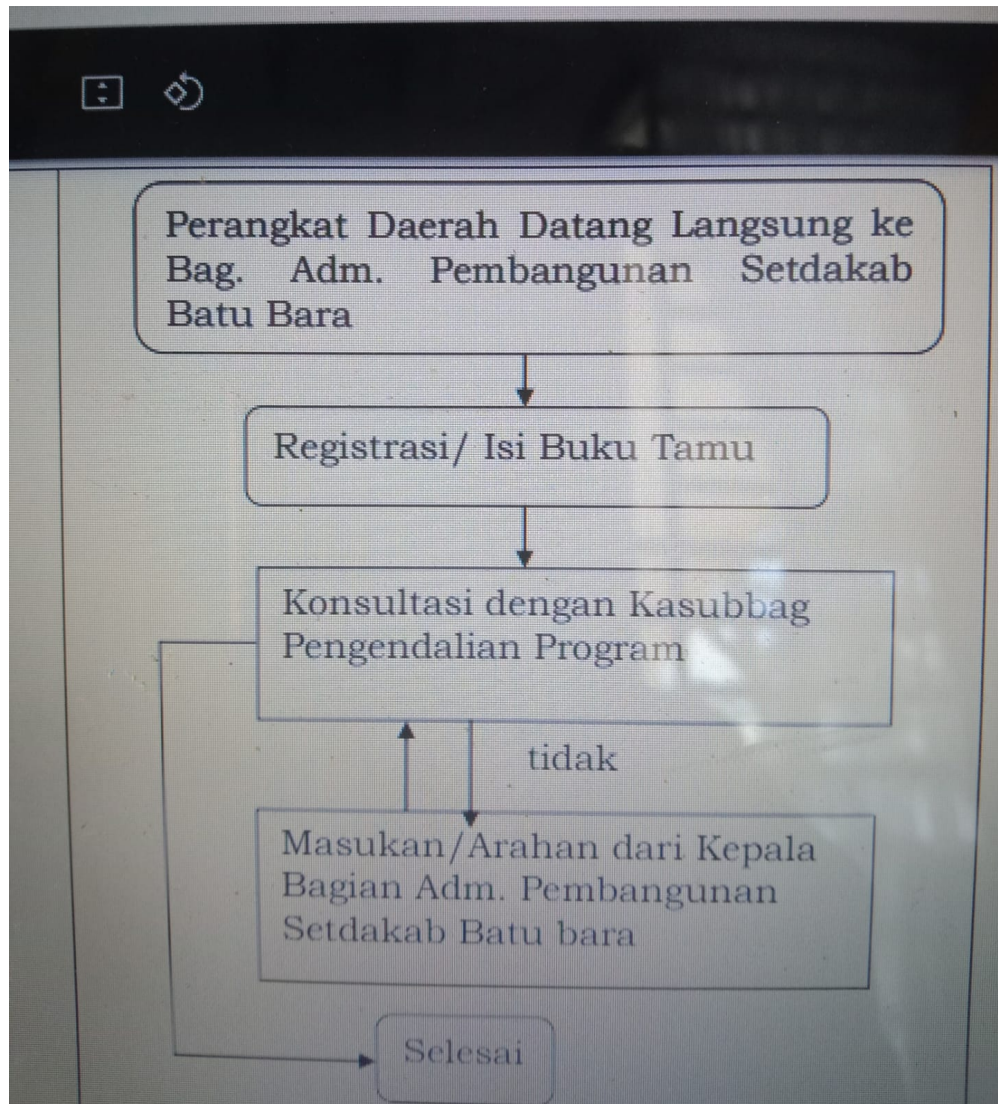 Perangkat Daerah Datang Langsung ke
Bag. Adm. Pembangunan Setdakab
Batu Bara
Registrasi/ Isi Buku Tamu
Konsultasi dengan Kasubbag
Pengendalian Program
tidak
Masukan/Arahan dari Kepala
Bagian Adm. Pembangunan
Setdakab Batu bara
Selesai